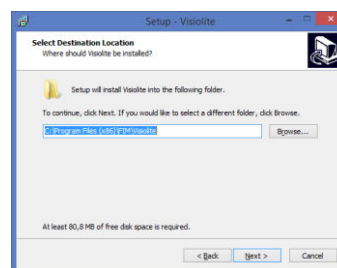 Setup - Visiolite
Select Destination Location
Where should Visiolite be installed?
Setup will install Visiolite into the following folder.
To continue, click Next. If you would like to select a different folder, click Browse.
C:\Program Files (x86)\FIM\Visiolite
Browse...
At least 80,8 MB of free disk space is required.
< Back
Next >
Cancel